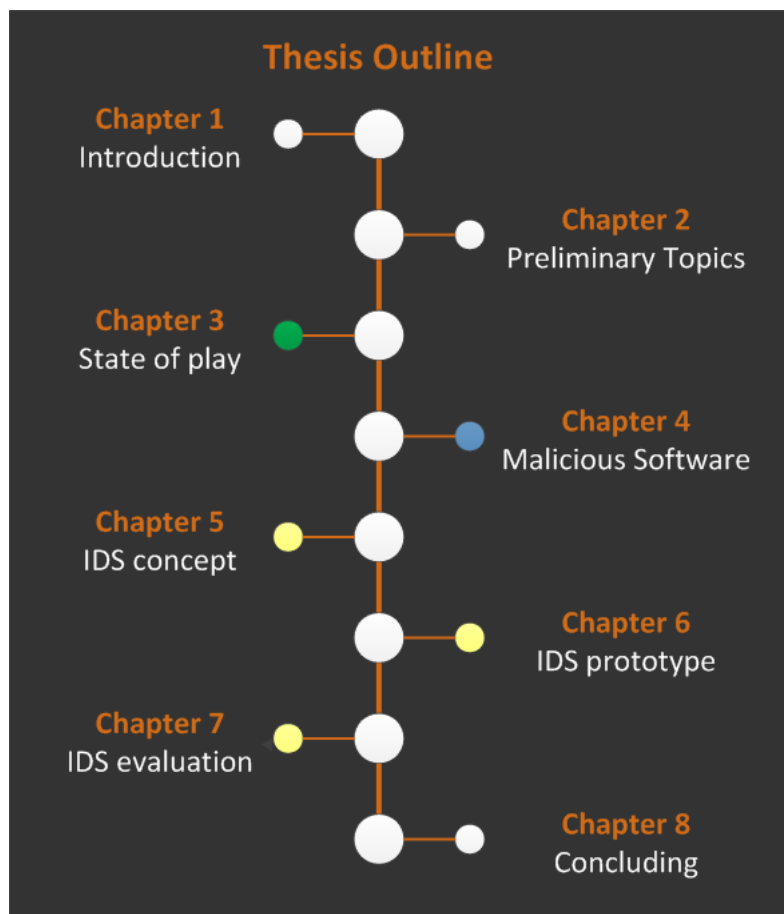 Thesis Outline
Chapter 1
Introduction
Chapter 2
Preliminary Topics
Chapter 3
State of play
Chapter 4
Malicious Software
Chapter 5
IDS concept
Chapter 6
IDS prototype
Chapter 7
IDS evaluation
Chapter 8
Concluding